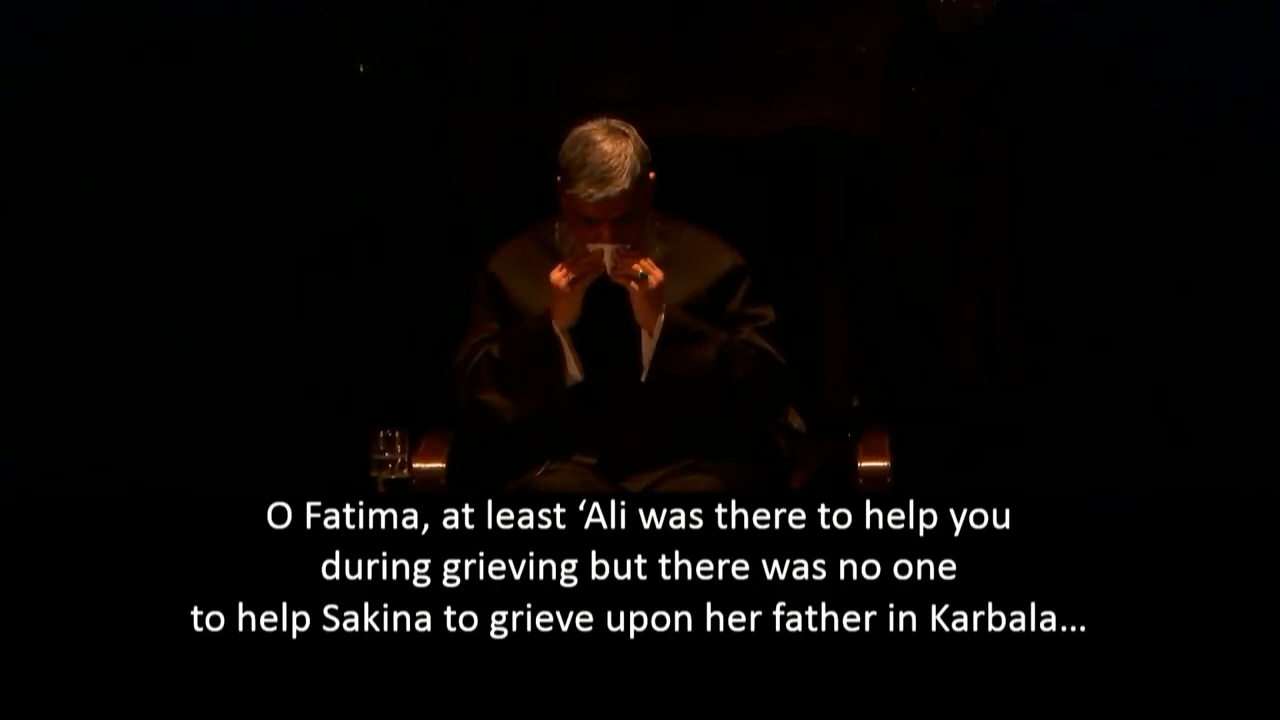 O Fatima, at least ‘Ali was there to help you
during grieving but there was no one
to help Sakina to grieve upon her father in Karbala...